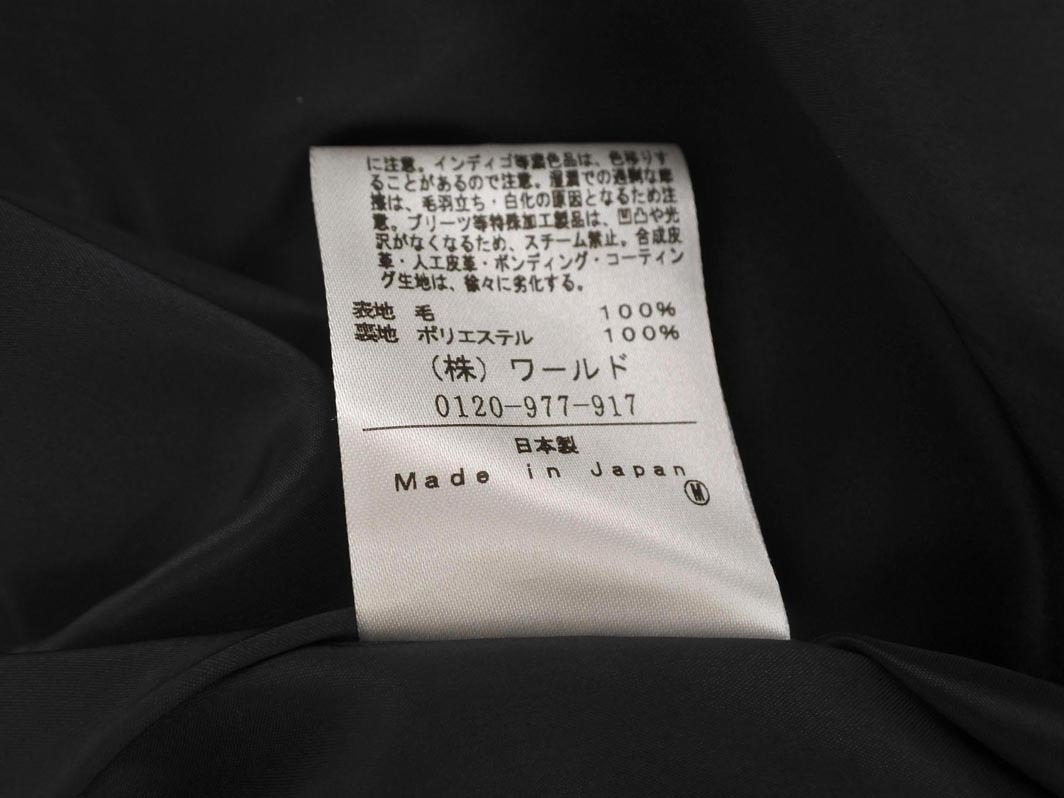 に注意。インディゴ等濃色品は、色移りす
ることがあるので注意。湿潤での過剰な摩
擦は、毛羽立ち・白化の原因となるため注
意。プリーツ等特殊加工製品は、凹凸や光
沢がなくなるため、スチーム禁止。合成皮
革・人工皮革・ボンディング・コーティン
グ生地は、徐々に劣化する。
表地 毛 100%
裏地 ポリエステル 100%
(株)ワールド
0120-977-917
日本製
Made in Japan
M